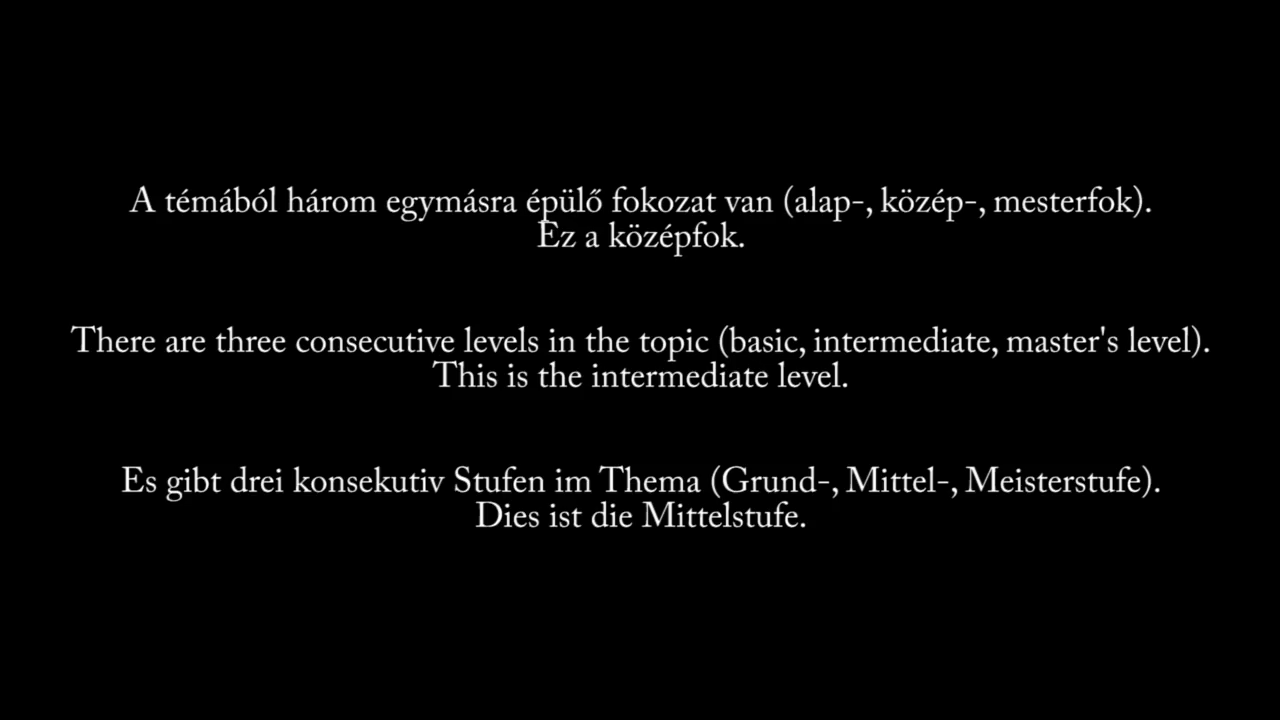 A témából három egymásra épülő fokozat van (alap-, közép-, mesterfok).
Ez a középfok.
There are three consecutive levels in the topic (basic, intermediate, master's level).
This is the intermediate level.
Es gibt drei konsekutiv Stufen im Thema (Grund-, Mittel-, Meisterstufe).
Dies ist die Mittelstufe.